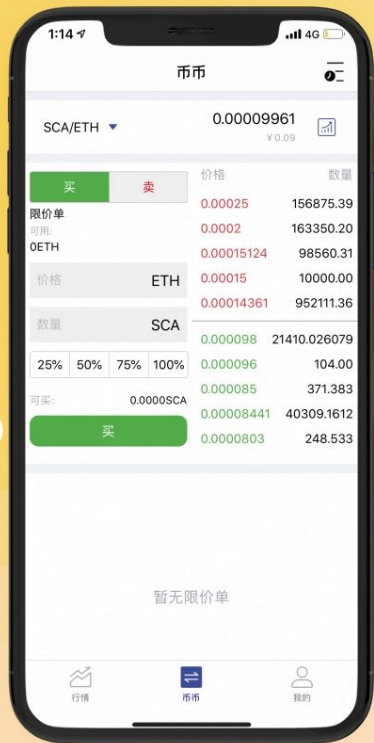 1:14
4G
币币
SCA/ETH
0.00009961
¥0.09
买
卖
限价单
可用:
0ETH
价格
ETH
数量
SCA
25% 50% 75% 100%
可买:
0.0000SCA
买
价格 数量
0.00025 156875.39
0.0002 163350.20
0.00015124 98560.31
0.00015 10000.00
0.00014361 952111.36
0.000098 21410.026079
0.000096 104.00
0.000085 371.383
0.00008441 40309.1612
0.0000803 248.533
暂无限价单
行情
币币
我的